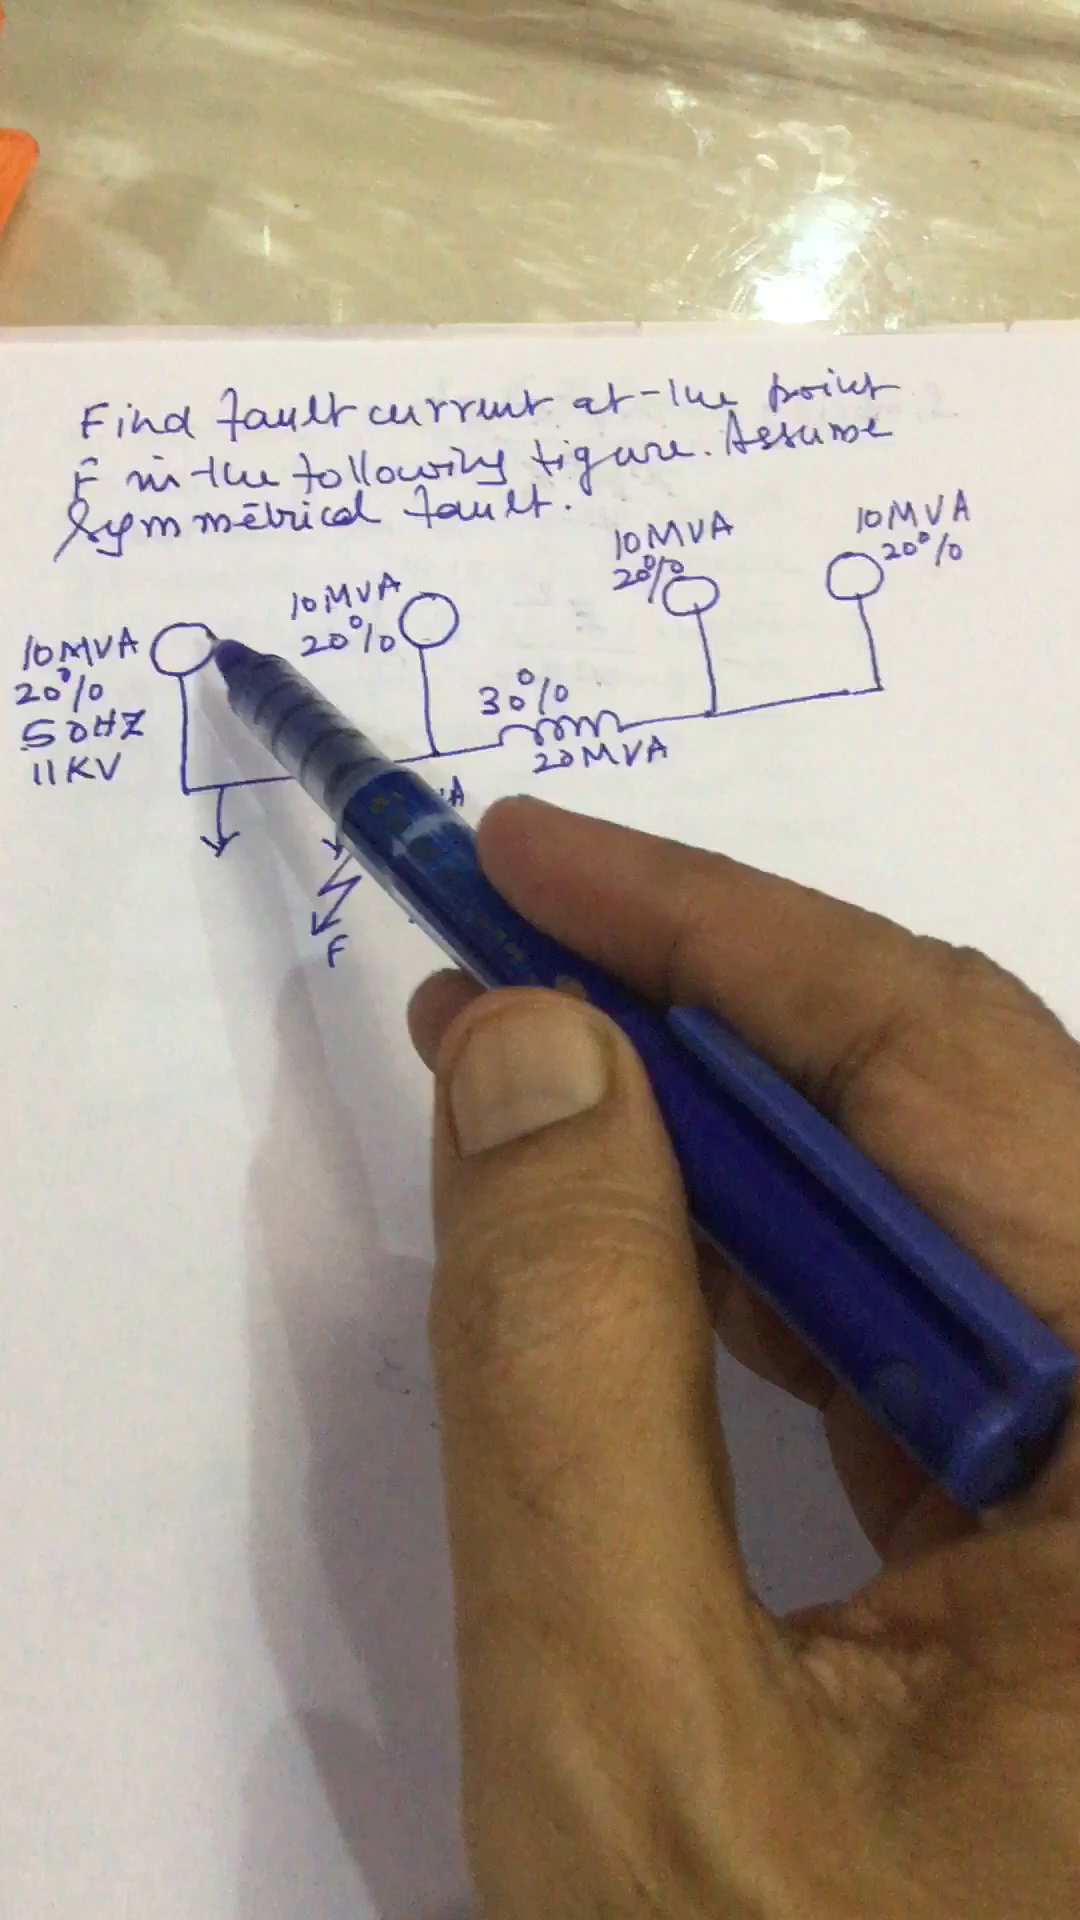 Find fault current at the point
F in the following figure. Assume
Symmetrical fault.
10MVA
20%
10MVA
20%
10MVA
20%
10MVA
20%
50HZ
11KV
30%
20MVA
A
F